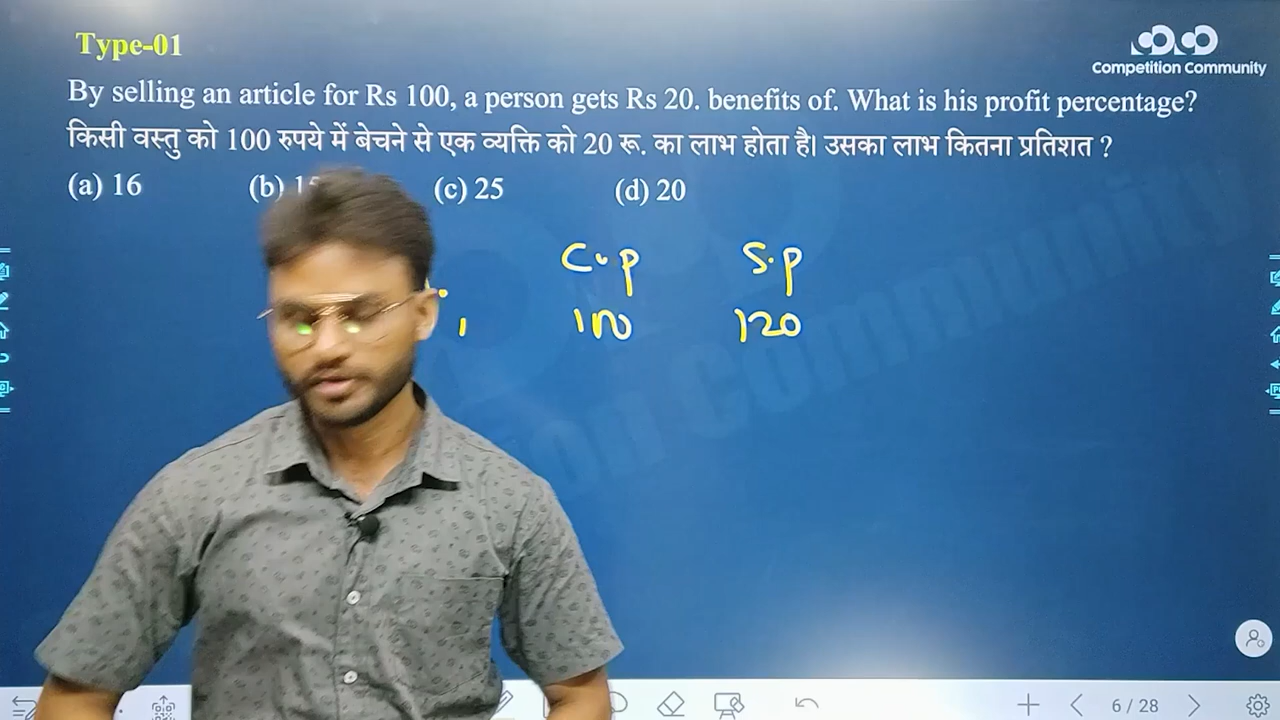 Type-01
Competition Community
By selling an article for Rs 100, a person gets Rs 20. benefits of. What is his profit percentage?
किसी वस्तु को 100 रुपये में बेचने से एक व्यक्ति को 20 रू. का लाभ होता है। उसका लाभ कितना प्रतिशत ?
(a) 16 (b) (c) 25 (d) 20
C.p S.p
100 120
6 / 28